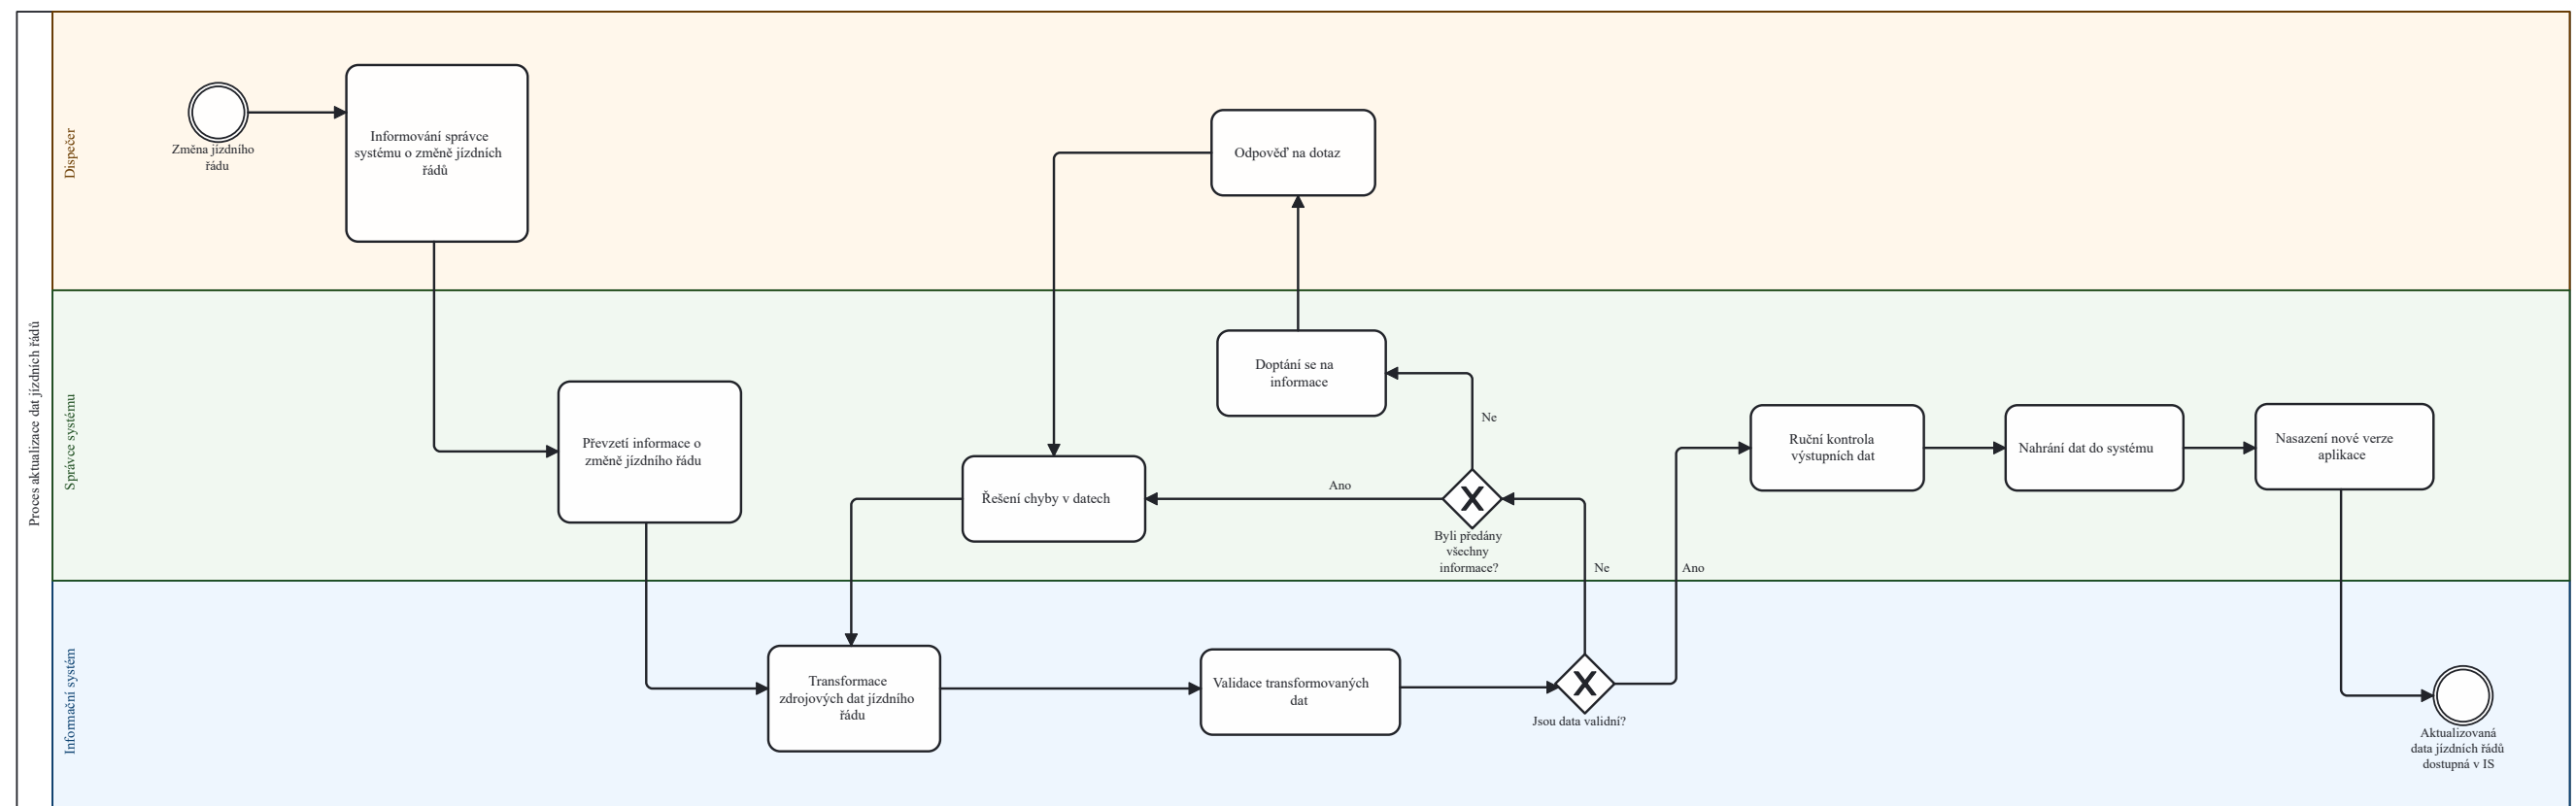 Proces aktualizace dat jízdních řádů
Dispečer
Změna jízdního
řádu
Informování správce
systému o změně jízdních
řádů
Odpověď na dotaz
Správce systému
Převzetí informace o
změně jízdního řádu
Řešení chyby v datech
Doptání se na
informace
Ne
Ano
Byli předány
všechny
informace?
Ne
Ano
Ruční kontrola
výstupních dat
Nahrání dat do systému
Nasazení nové verze
aplikace
Informační systém
Transformace
zdrojových dat jízdního
řádu
Validace transformovaných
dat
Jsou data validní?
Aktualizovaná
data jízdních řádů
dostupná v IS